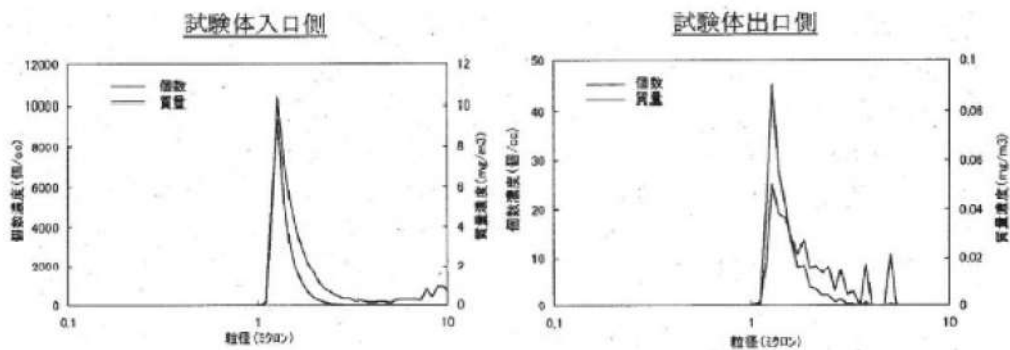 試験体入口側
個数
質量
12000
10000
8000
6000
4000
2000
0
個数濃度(個/cc)
12
10
8
6
4
2
0
質量濃度(mg/m3)
0.1
1
10
粒径(ミクロン)
試験体出口側
個数
質量
50
40
30
20
10
0
個数濃度(個/cc)
0.1
0.08
0.06
0.04
0.02
0
質量濃度(mg/m3)
0.1
1
10
粒径(ミクロン)